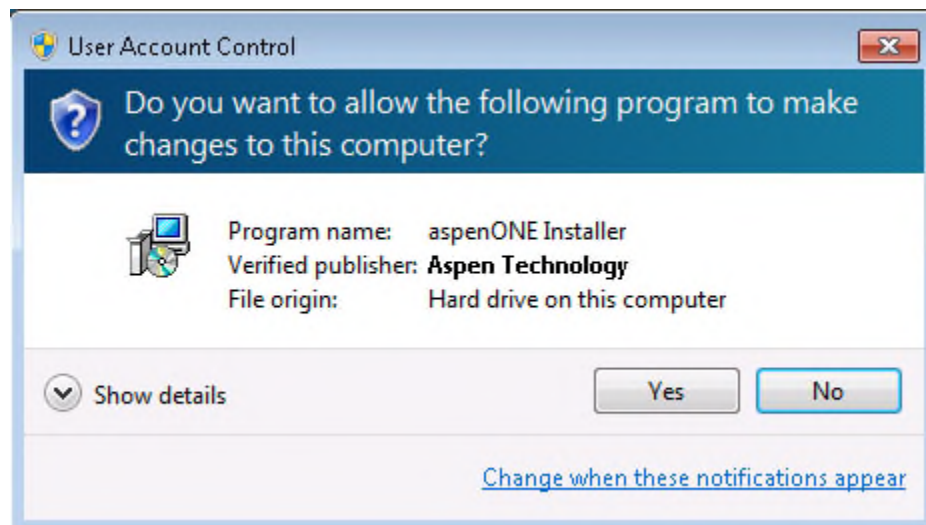 User Account Control
Do you want to allow the following program to make
changes to this computer?
Program name: aspenONE Installer
Verified publisher: Aspen Technology
File origin: Hard drive on this computer
Show details
Yes
No
Change when these notifications appear